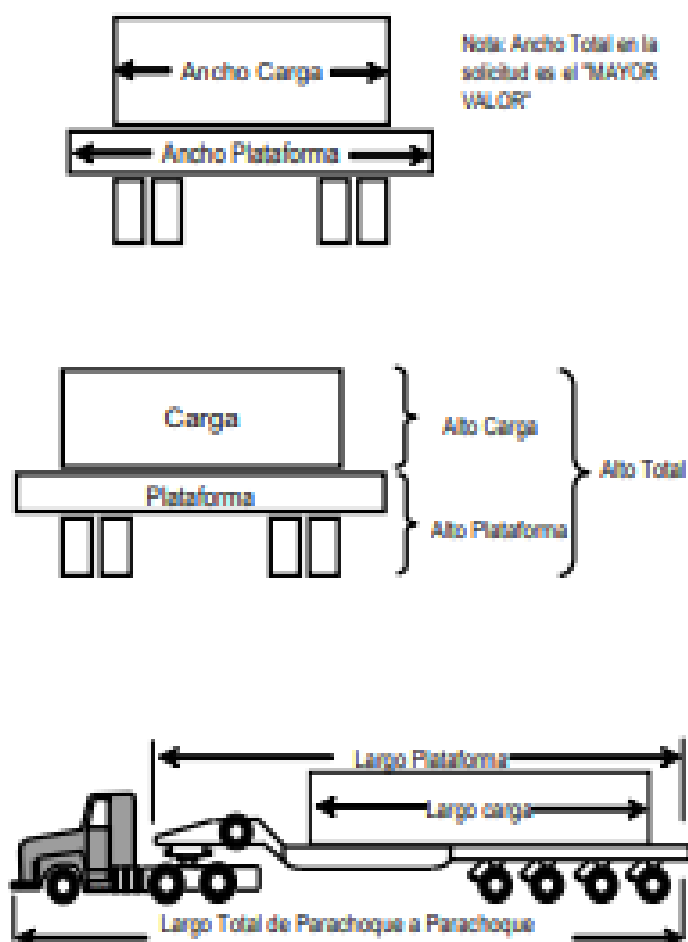 Ancho Carga
Nota: Ancho Total en la
solicitud es el "MAYOR
VALOR"
Ancho Plataforma
Carga
Alto Carga
Alto Total
Plataforma
Alto Plataforma
Largo Plataforma
Largo carga
Largo Total de Parachoque a Parachoque